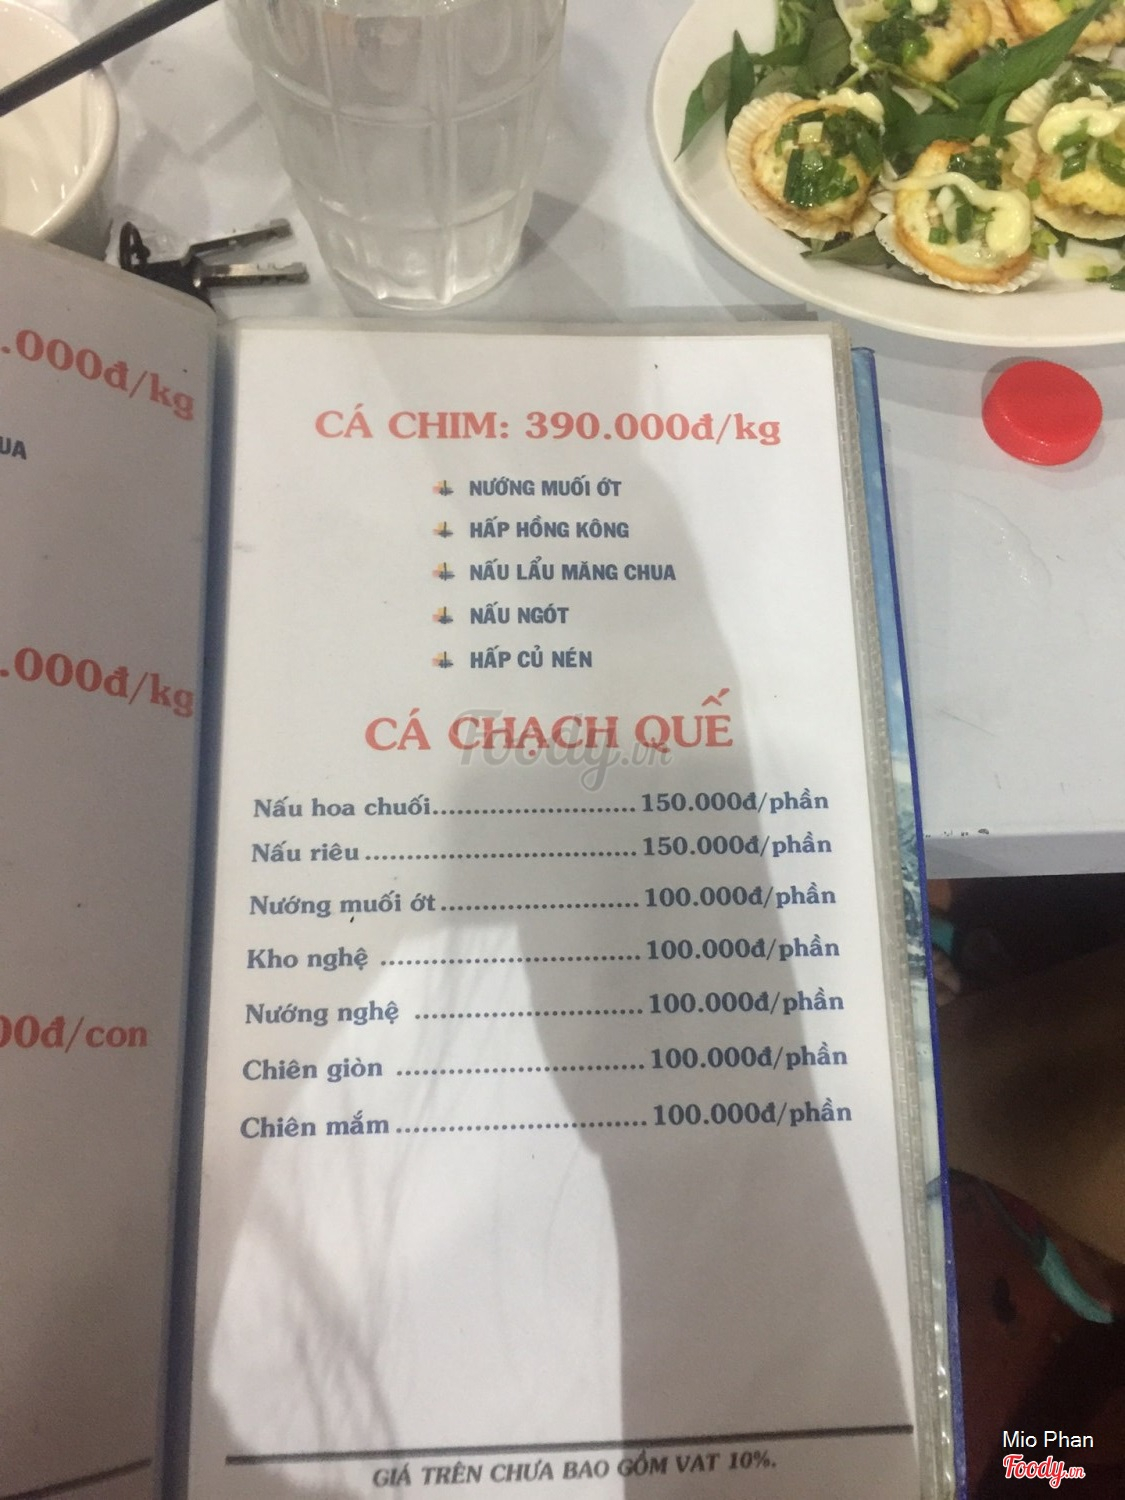 .000đ/kg
UA
.000đ/kg
00đ/con
CÁ CHIM: 390.000đ/kg
NƯỚNG MUỐI ỚT
HẤP HỒNG KÔNG
NẤU LẨU MĂNG CHUA
NẤU NGÓT
HẤP CỦ NÉN
CÁ CHẠCH QUẾ
Foody.vn
Nấu hoa chuối..........................150.000đ/phần
Nấu riêu...................................150.000đ/phần
Nướng muối ớt..........................100.000đ/phần
Kho nghệ .................................100.000đ/phần
Nướng nghệ .............................100.000đ/phần
Chiên giòn ...............................100.000đ/phần
Chiên mắm................................100.000đ/phần
GIÁ TRÊN CHƯA BAO GỒM VAT 10%.
Mio Phan
Foody.vn